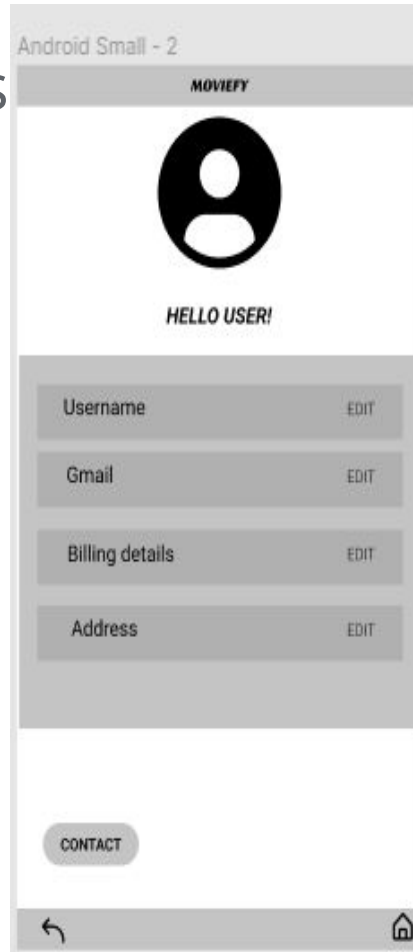 Android Small - 2
S
MOVIEFY
HELLO USER!
Username EDIT
Gmail EDIT
Billing details EDIT
Address EDIT
CONTACT